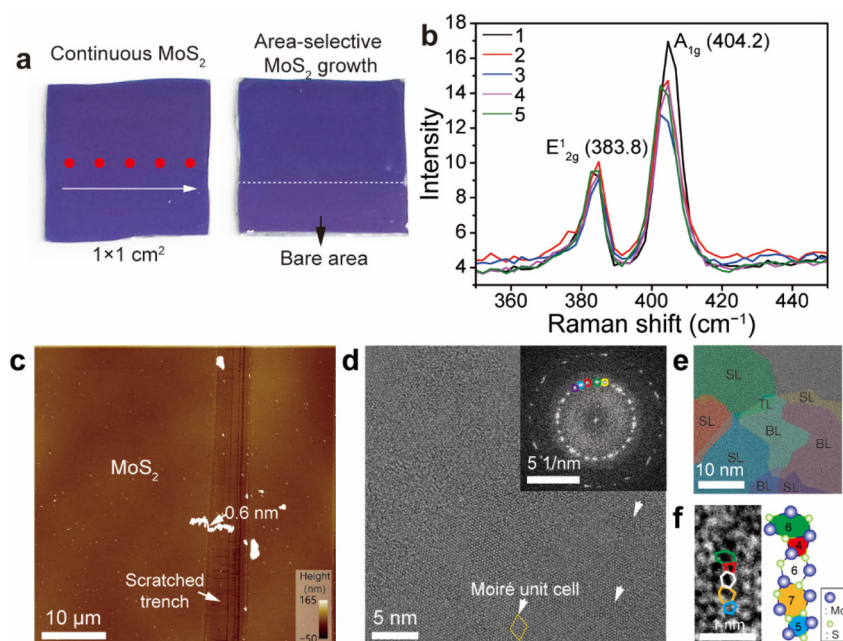 a
Continuous MoS₂
Area-selective
MoS₂ growth
1×1 cm²
Bare area
b
18
16
14
12
10
8
6
4
Intensity
1
2
3
4
5
E¹₂g (383.8)
A₁g (404.2)
360
380
400
420
440
Raman shift (cm⁻¹)
c
MoS₂
0.6 nm
Scratched
trench
10 µm
Height
(nm)
165
−50
d
5 1/nm
Moiré unit cell
5 nm
e
SL
SL
TL
SL
BL
BL
SL
BL
SL
10 nm
f
1 nm
6
4
6
7
5
: Mo
: S